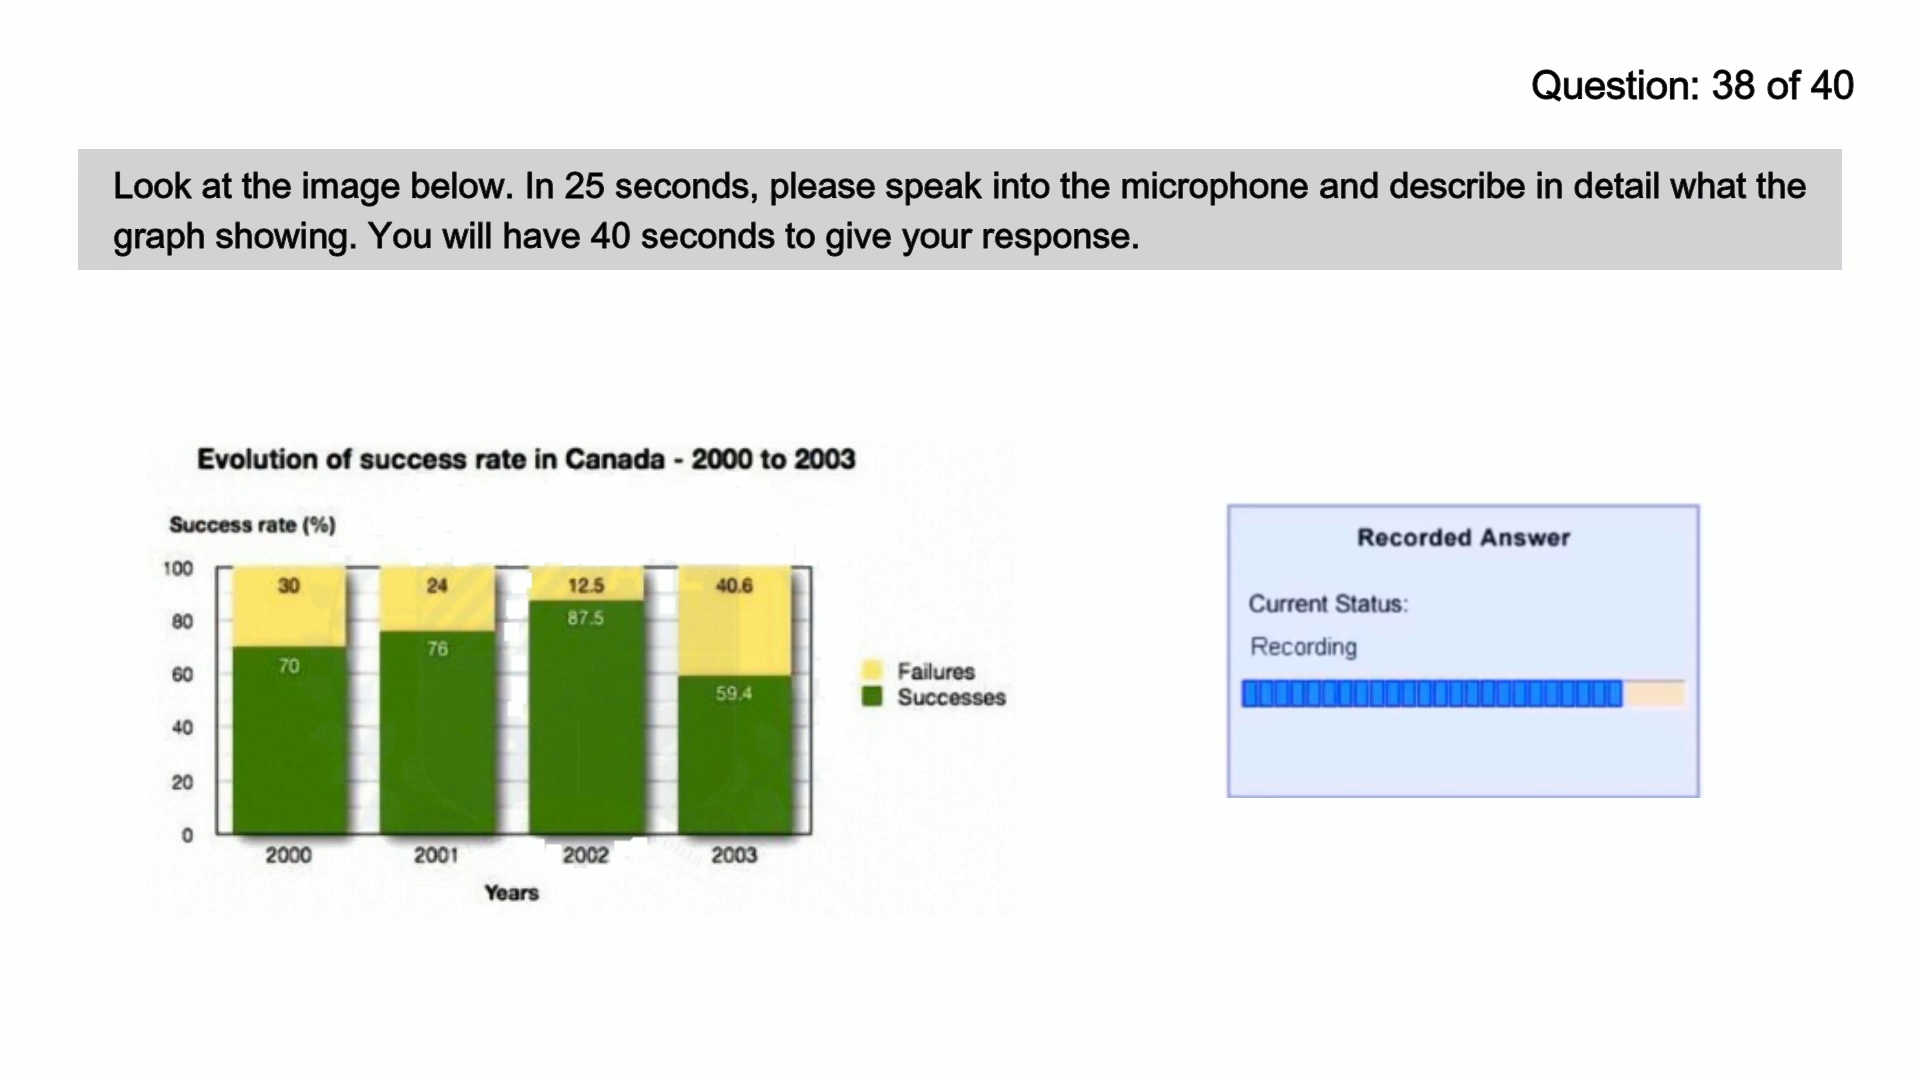 Question: 38 of 40
Look at the image below. In 25 seconds, please speak into the microphone and describe in detail what the
graph showing. You will have 40 seconds to give your response.
Evolution of success rate in Canada - 2000 to 2003
Success rate (%)
100
80
60
40
20
0
30
24
12.5
40.6
70
76
87.5
59.4
2000
2001
2002
2003
Years
Failures
Successes
Recorded Answer
Current Status:
Recording